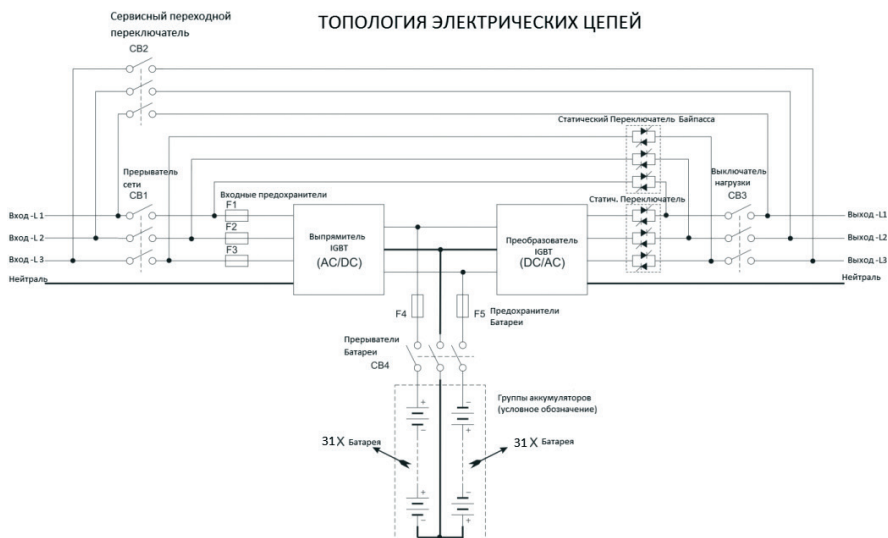 Сервисный переходной
переключатель
CB2
ТОПОЛОГИЯ ЭЛЕКТРИЧЕСКИХ ЦЕПЕЙ
Статический Переключатель Байпасса
Прерыватель
сети
CB1
Входные предохранители
F1
F2
F3
Выпрямитель
IGBT
(AC/DC)
Преобразователь
IGBT
(DC/AC)
Статич. Переключатель
Выключатель
нагрузки
CB3
Вход -L 1
Вход -L 2
Вход -L 3
Нейтраль
Выход -L1
Выход -L2
Выход -L3
Нейтраль
F4
F5
Предохранители
Батареи
Прерыватели
Батареи
CB4
Группы аккумуляторов
(условное обозначение)
+
−
−
+
31X Батарея
31X Батарея
+
−
−
+